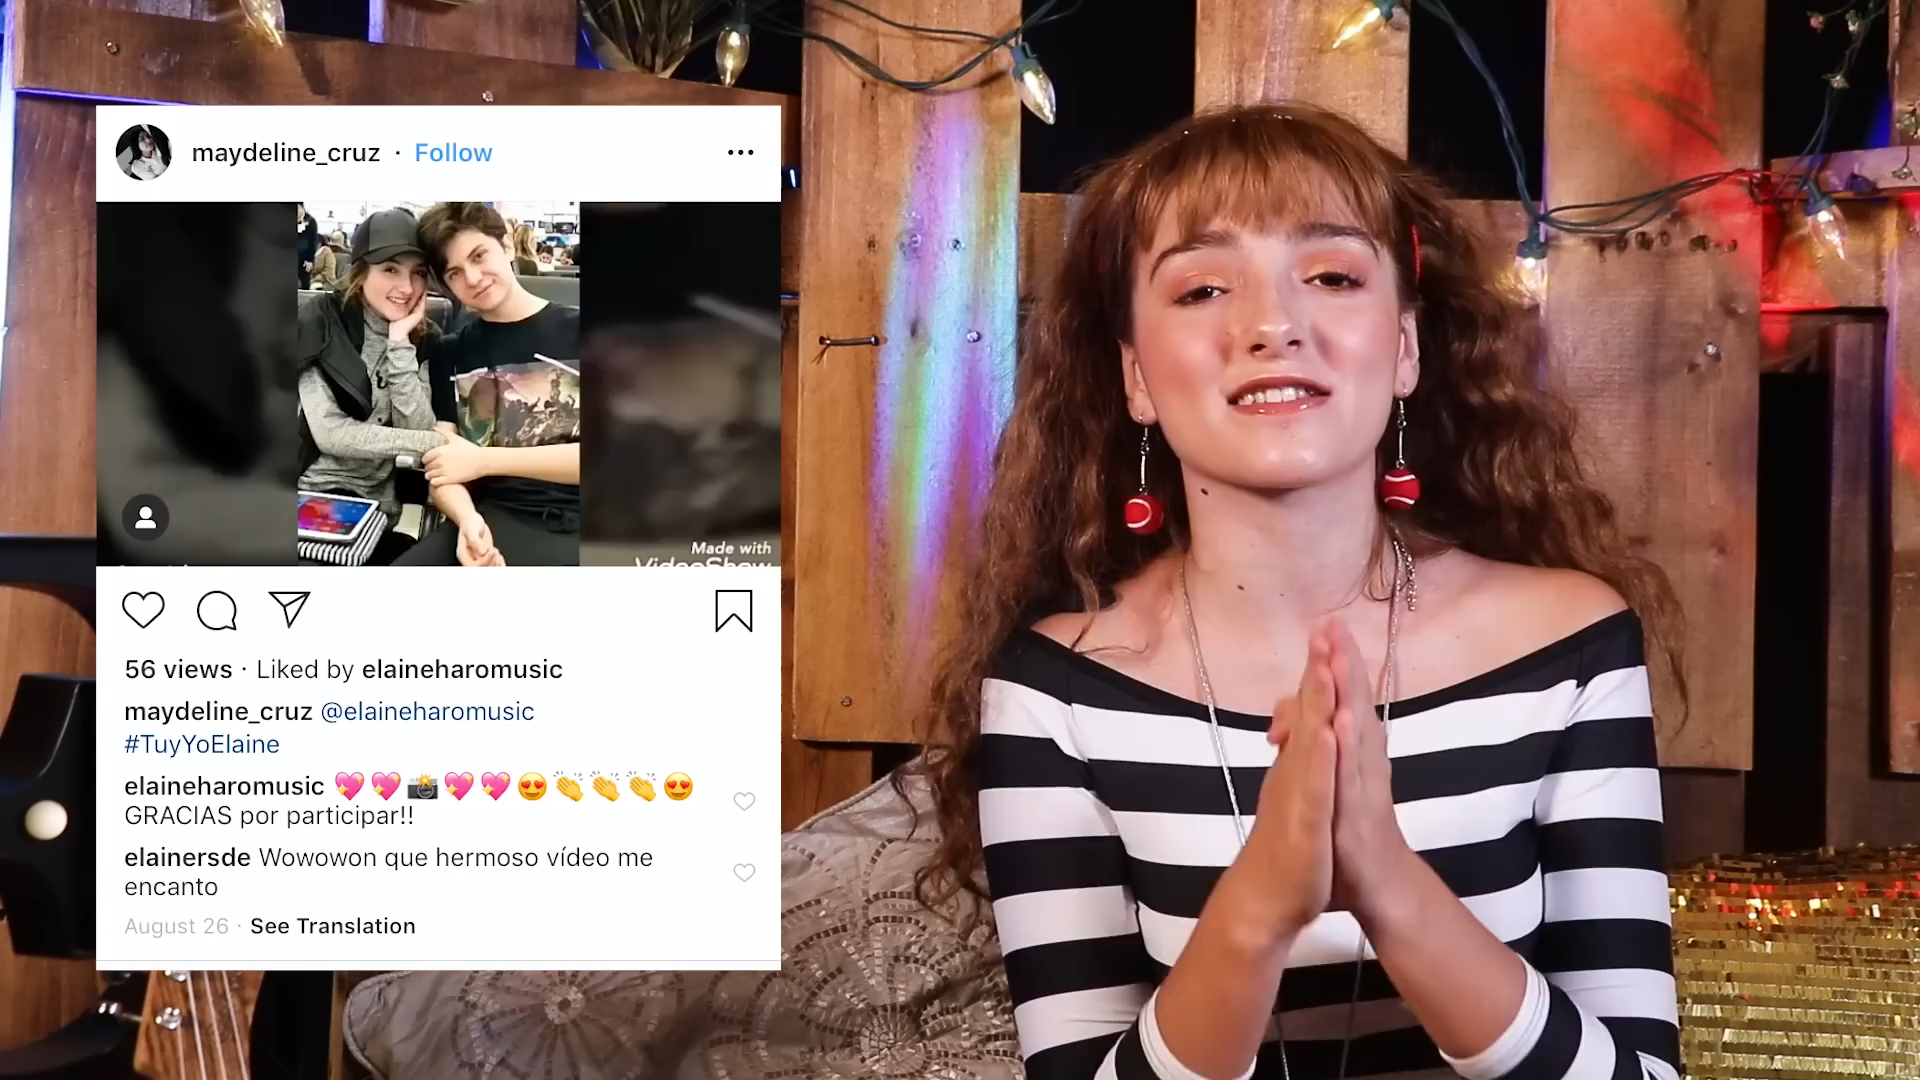 maydeline_cruz · Follow
Made with
VideoShow
56 views · Liked by elaineharomusic
maydeline_cruz @elaineharomusic
#TuyYoElaine
elaineharomusic 💖💖📸💖💖😍👏👏👏😍
GRACIAS por participar!!
elainersde Wowowon que hermoso vídeo me
encanto
August 26 · See Translation